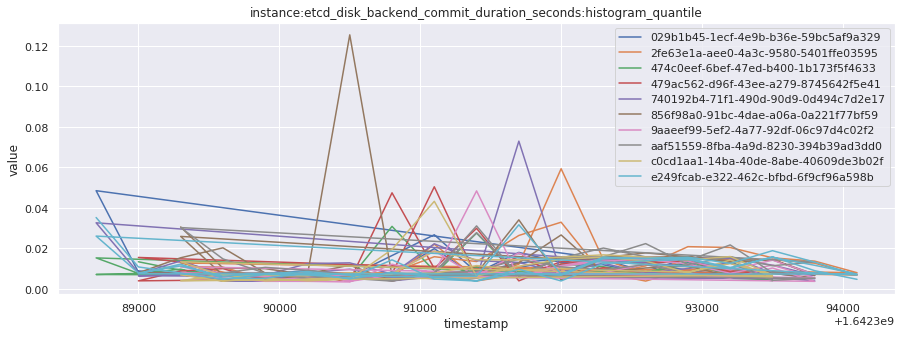 instance:etcd_disk_backend_commit_duration_seconds:histogram_quantile
029b1b45-1ecf-4e9b-b36e-59bc5af9a329
2fe63e1a-aee0-4a3c-9580-5401ffe03595
474c0eef-6bef-47ed-b400-1b173f5f4633
479ac562-d96f-43ee-a279-8745642f5e41
740192b4-71f1-490d-90d9-0d494c7d2e17
856f98a0-91bc-4dae-a06a-0a221f77bf59
9aaeef99-5ef2-4a77-92df-06c97d4c02f2
aaf51559-8fba-4a9d-8230-394b39ad3dd0
c0cd1aa1-14ba-40de-8abe-40609de3b02f
e249fcab-e322-462c-bfbd-6f9cf96a598b
value
0.12
0.10
0.08
0.06
0.04
0.02
0.00
89000 90000 91000 92000 93000 94000
timestamp
+1.6423e9